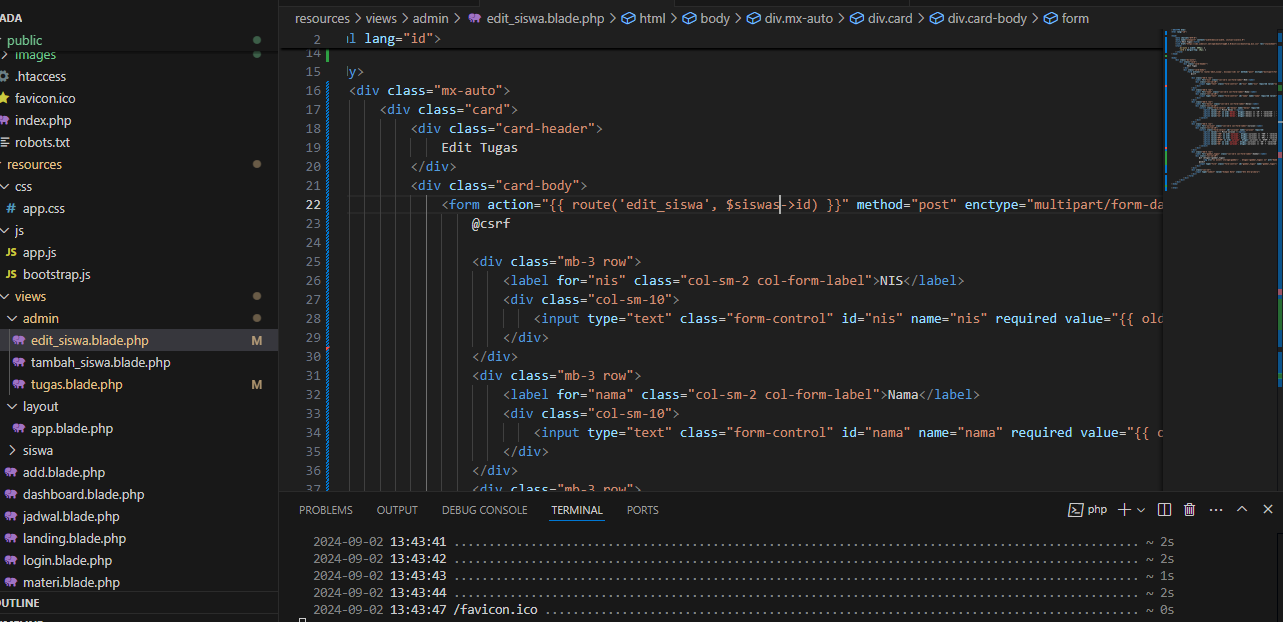 ADA
public
images
.htaccess
favicon.ico
index.php
robots.txt
resources
css
# app.css
js
JS app.js
JS bootstrap.js
views
admin
edit_siswa.blade.php M
tambah_siswa.blade.php
tugas.blade.php M
layout
app.blade.php
siswa
add.blade.php
dashboard.blade.php
jadwal.blade.php
landing.blade.php
login.blade.php
materi.blade.php
OUTLINE
resources > views > admin > edit_siswa.blade.php > html > body > div.mx-auto > div.card > div.card-body > form
2 l lang="id">
14
15 y>
16 <div class="mx-auto">
17 <div class="card">
18 <div class="card-header">
19 Edit Tugas
20 </div>
21 <div class="card-body">
22 <form action="{{ route('edit_siswa', $siswas->id) }}" method="post" enctype="multipart/form-da
23 @csrf
24
25 <div class="mb-3 row">
26 <label for="nis" class="col-sm-2 col-form-label">NIS</label>
27 <div class="col-sm-10">
28 <input type="text" class="form-control" id="nis" name="nis" required value="{{ old
29 </div>
30 </div>
31 <div class="mb-3 row">
32 <label for="nama" class="col-sm-2 col-form-label">Nama</label>
33 <div class="col-sm-10">
34 <input type="text" class="form-control" id="nama" name="nama" required value="{{ o
35 </div>
36 </div>
37 <div class="mb-3 row">
PROBLEMS OUTPUT DEBUG CONSOLE TERMINAL PORTS php
2024-09-02 13:43:41 ........................................................................................ ~ 2s
2024-09-02 13:43:42 ........................................................................................ ~ 2s
2024-09-02 13:43:43 ........................................................................................ ~ 1s
2024-09-02 13:43:44 ........................................................................................ ~ 2s
2024-09-02 13:43:47 /favicon.ico ............................................................................. ~ 0s